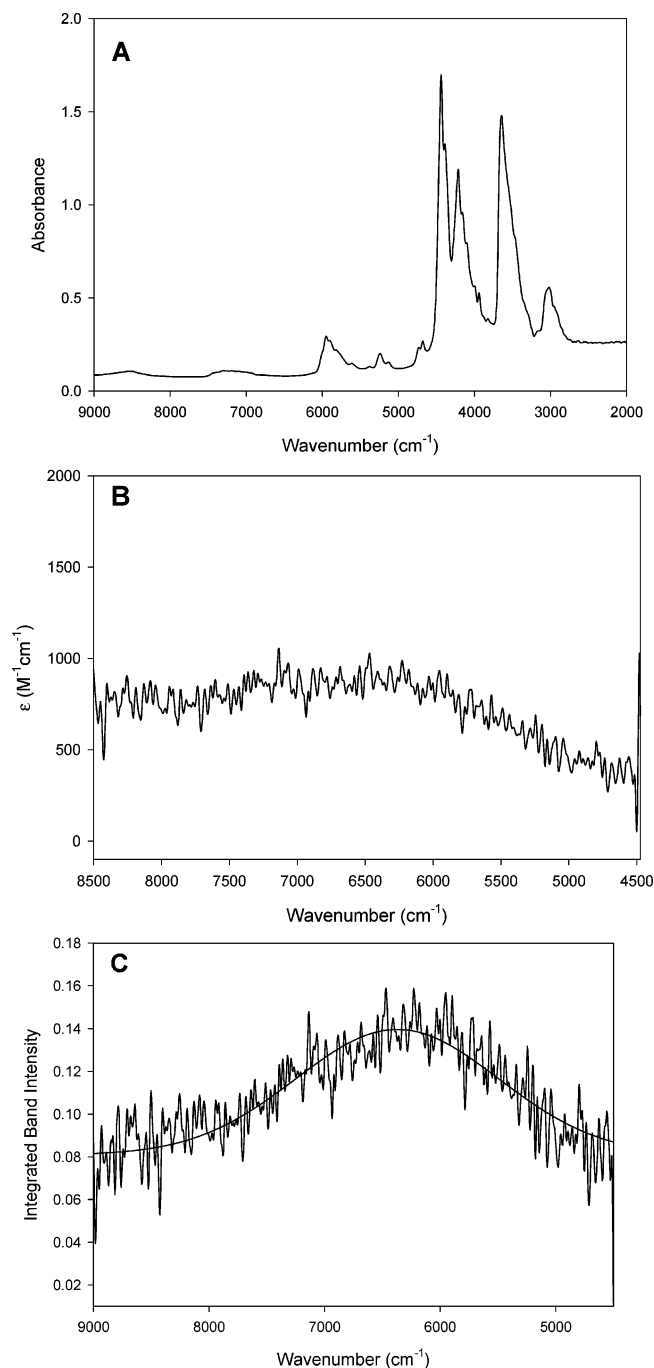 A
2.0
1.5
1.0
0.5
0.0
Absorbance
9000 8000 7000 6000 5000 4000 3000 2000
Wavenumber (cm-1)
B
2000
1500
1000
500
0
ε (M-1cm-1)
8500 8000 7500 7000 6500 6000 5500 5000 4500
Wavenumber (cm-1)
C
0.18
0.16
0.14
0.12
0.10
0.08
0.06
0.04
0.02
Integrated Band Intensity
9000 8000 7000 6000 5000
Wavenumber (cm-1)